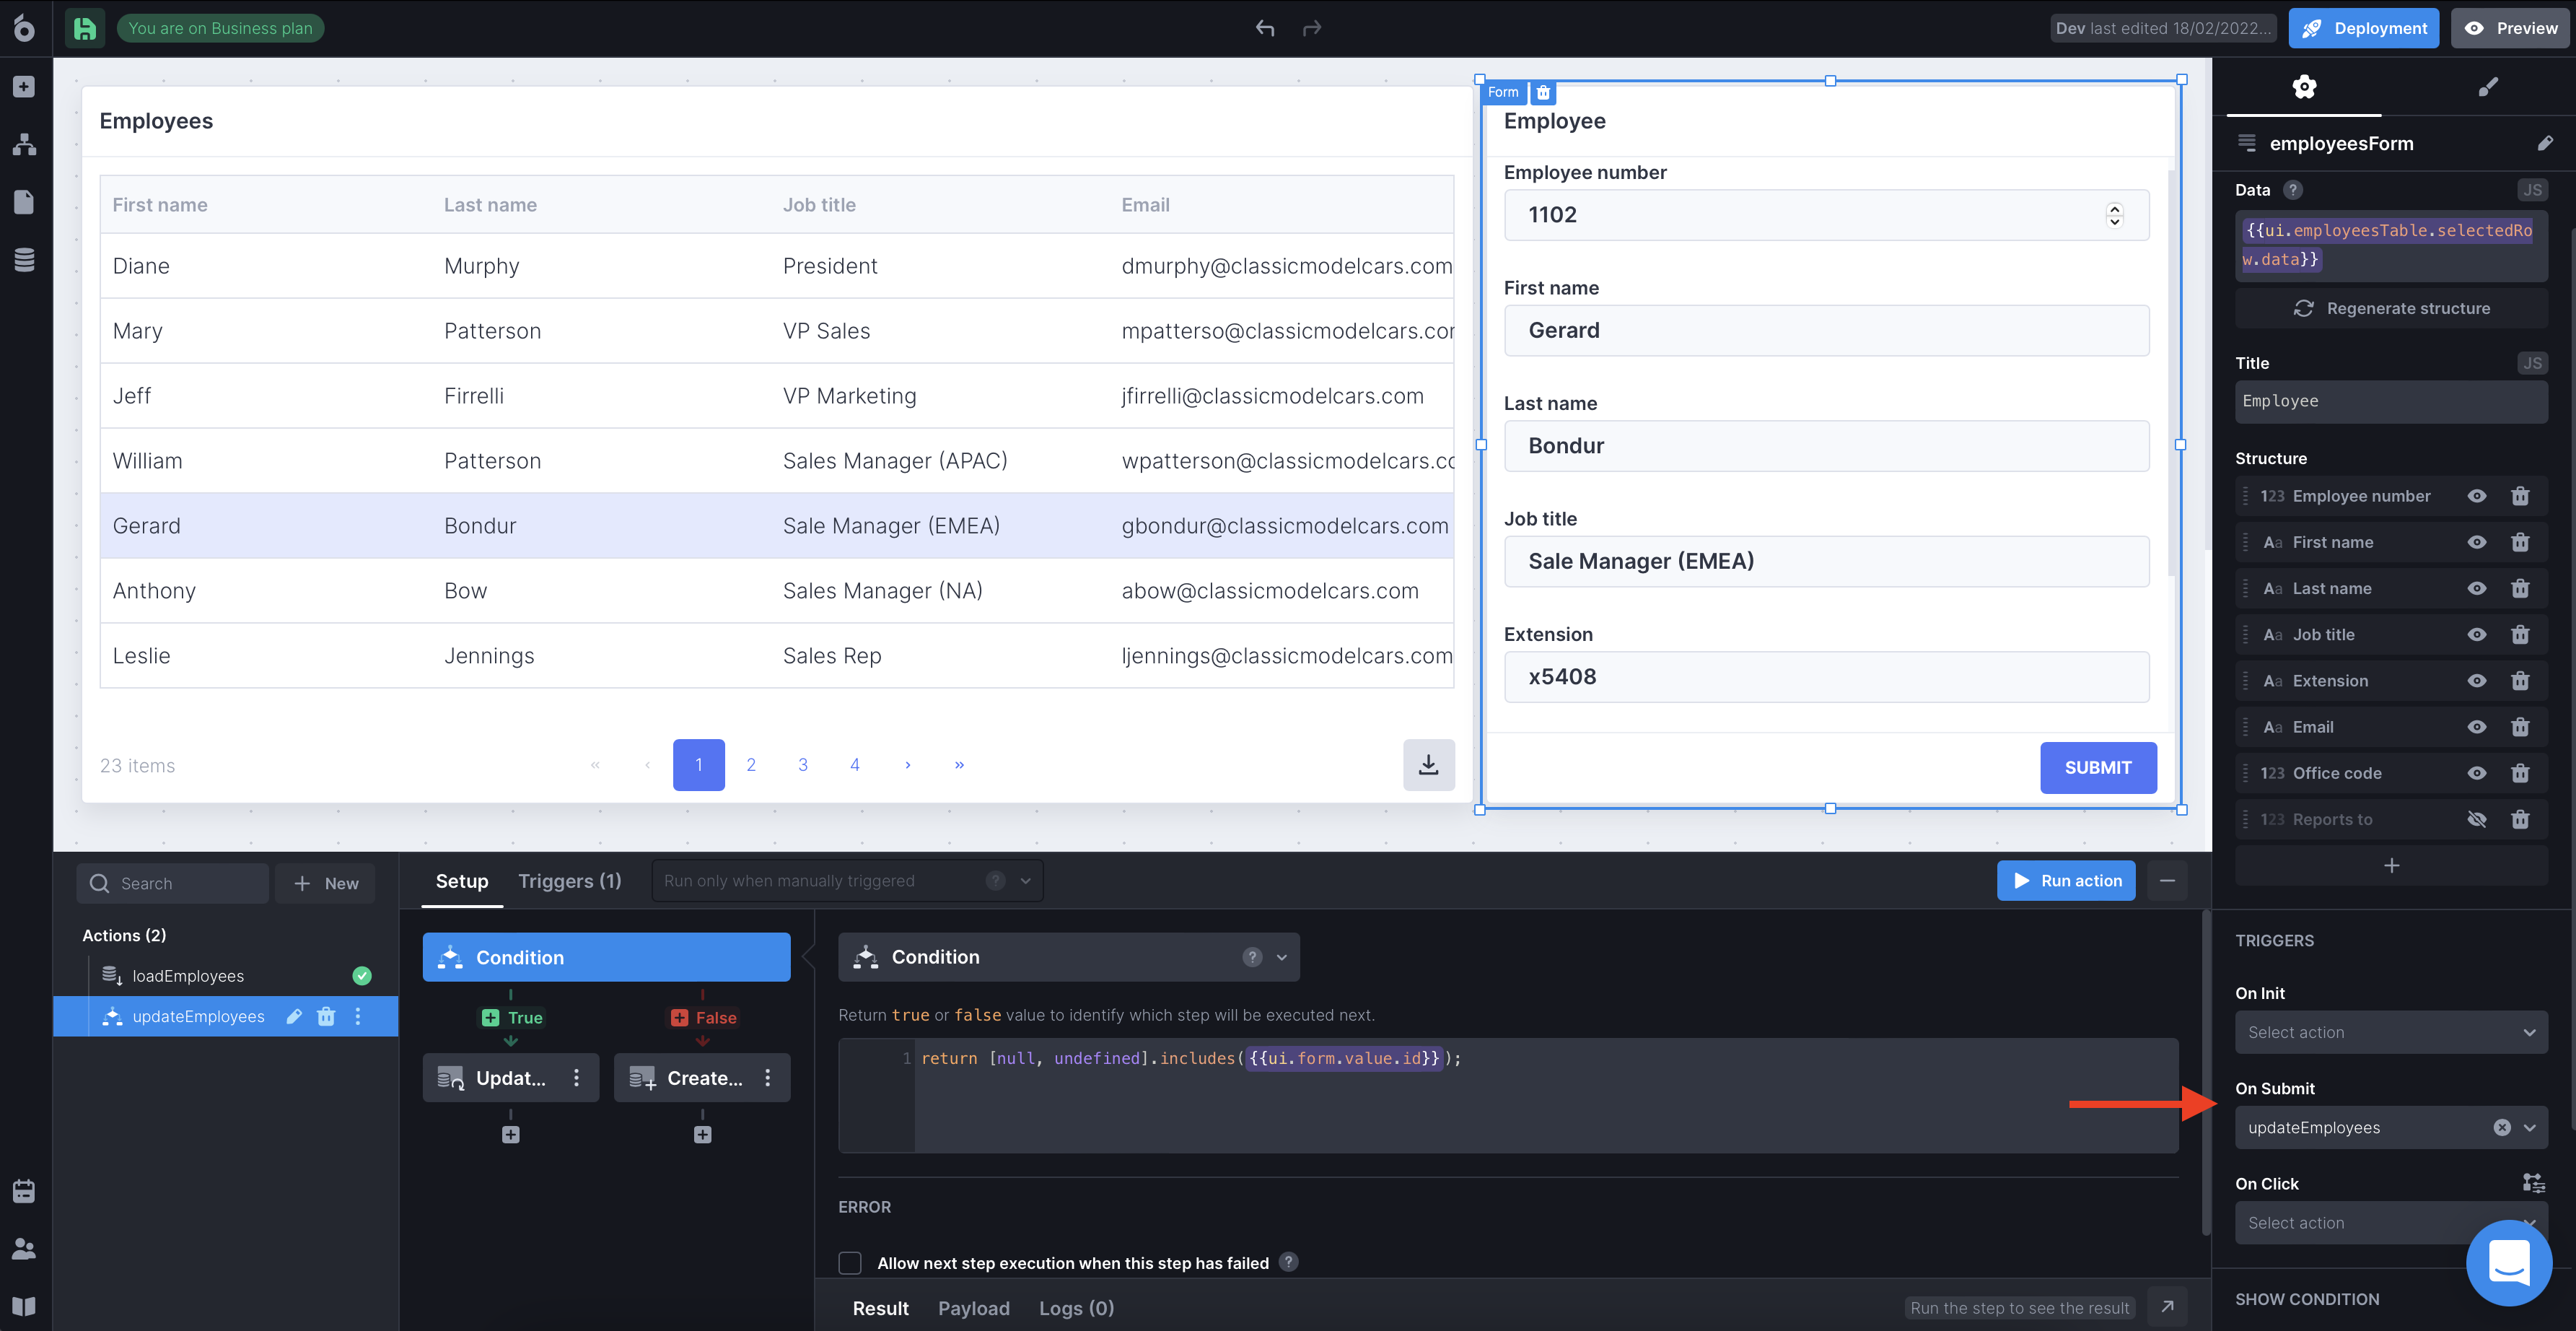 You are on Business plan
Dev last edited 18/02/2022...
Deployment
Preview
Employees
First name Last name Job title Email
Diane Murphy President dmurphy@classicmodelcars.com
Mary Patterson VP Sales mpatterso@classicmodelcars.com
Jeff Firrelli VP Marketing jfirrelli@classicmodelcars.com
William Patterson Sales Manager (APAC) wpatterson@classicmodelcars.co
Gerard Bondur Sale Manager (EMEA) gbondur@classicmodelcars.com
Anthony Bow Sales Manager (NA) abow@classicmodelcars.com
Leslie Jennings Sales Rep ljennings@classicmodelcars.com
23 items
« ‹ 1 2 3 4 › »
Form
Employee
Employee number
1102
First name
Gerard
Last name
Bondur
Job title
Sale Manager (EMEA)
Extension
x5408
SUBMIT
employeesForm
Data ? JS
{{ui.employeesTable.selectedRo
w.data}}
Regenerate structure
Title JS
Employee
Structure
123 Employee number
Aa First name
Aa Last name
Aa Job title
Aa Extension
Aa Email
123 Office code
123 Reports to
TRIGGERS
On Init
Select action
On Submit
updateEmployees
On Click
Select action
SHOW CONDITION
Search
New
Actions (2)
loadEmployees
updateEmployees
Setup Triggers (1) Run only when manually triggered ?
Run action
Condition
True False
Updat... Create...
Condition ?
Return true or false value to identify which step will be executed next.
1 return [null, undefined].includes({{ui.form.value.id}});
ERROR
Allow next step execution when this step has failed ?
Result Payload Logs (0)
Run the step to see the result